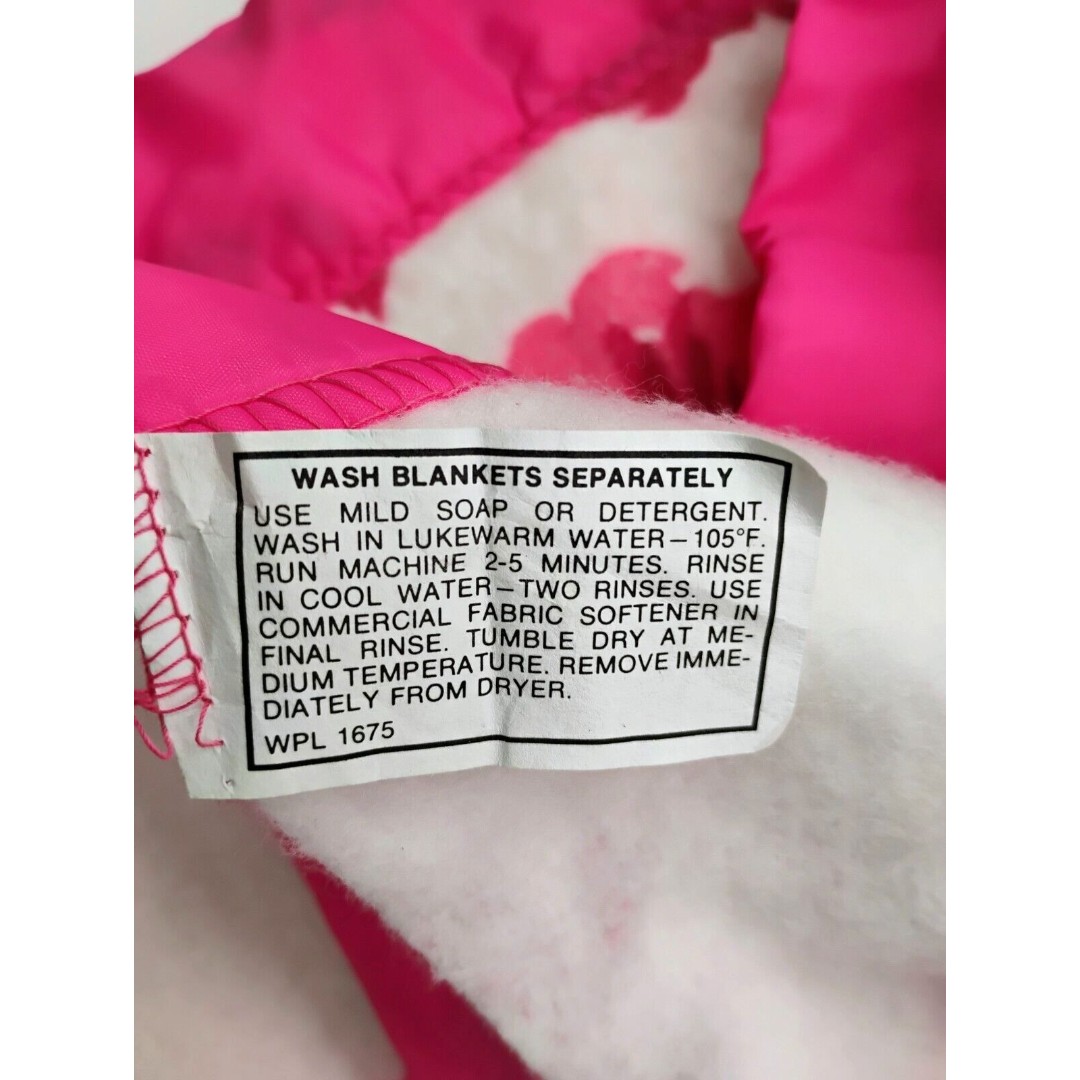 WASH BLANKETS SEPARATELY
USE MILD SOAP OR DETERGENT.
WASH IN LUKEWARM WATER–105°F.
RUN MACHINE 2-5 MINUTES. RINSE
IN COOL WATER–TWO RINSES. USE
COMMERCIAL FABRIC SOFTENER IN
FINAL RINSE. TUMBLE DRY AT ME-
DIUM TEMPERATURE. REMOVE IMME-
DIATELY FROM DRYER.
WPL 1675